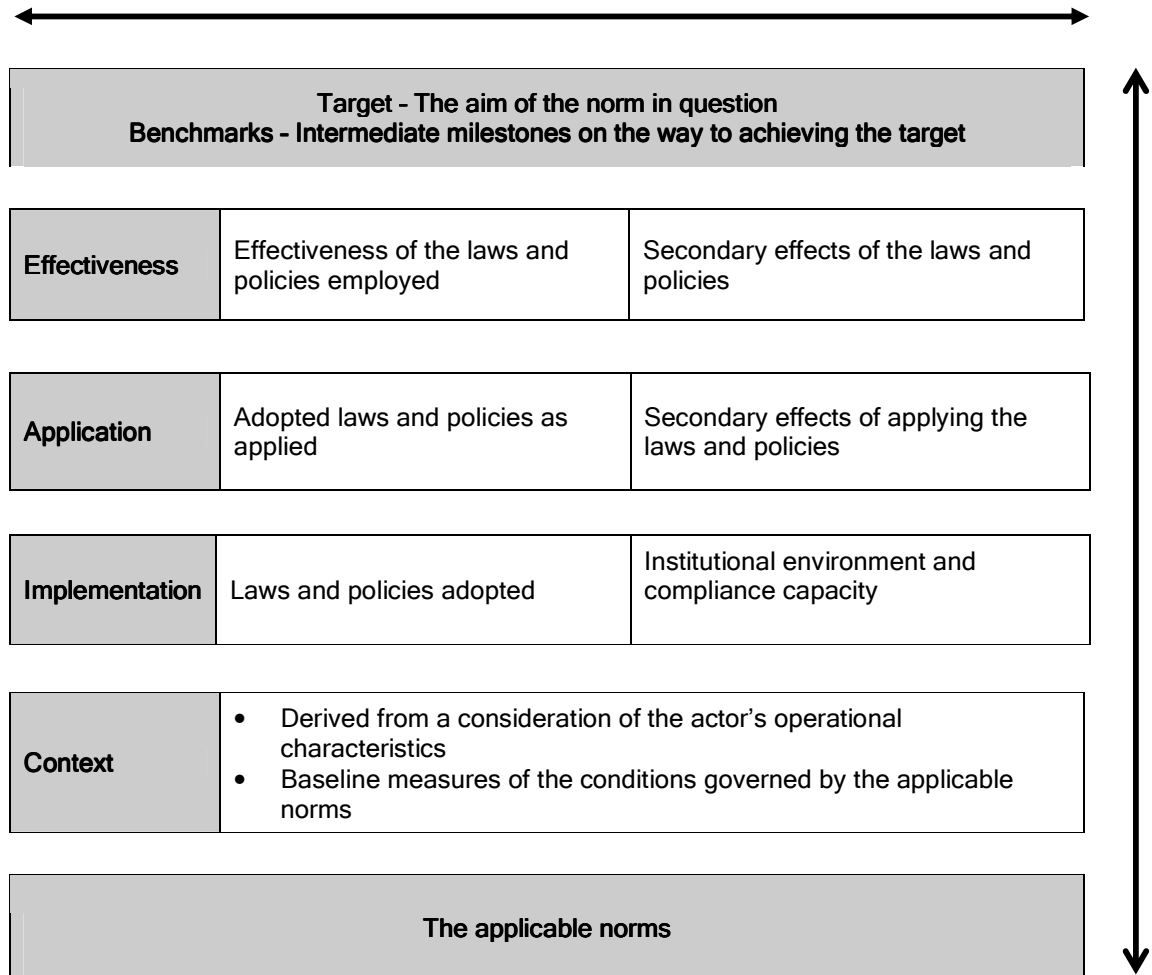 Target - The aim of the norm in question
Benchmarks - Intermediate milestones on the way to achieving the target
Effectiveness
Effectiveness of the laws and
policies employed
Secondary effects of the laws and
policies
Application
Adopted laws and policies as
applied
Secondary effects of applying the
laws and policies
Implementation
Laws and policies adopted
Institutional environment and
compliance capacity
Context
• Derived from a consideration of the actor’s operational
characteristics
• Baseline measures of the conditions governed by the applicable
norms
The applicable norms